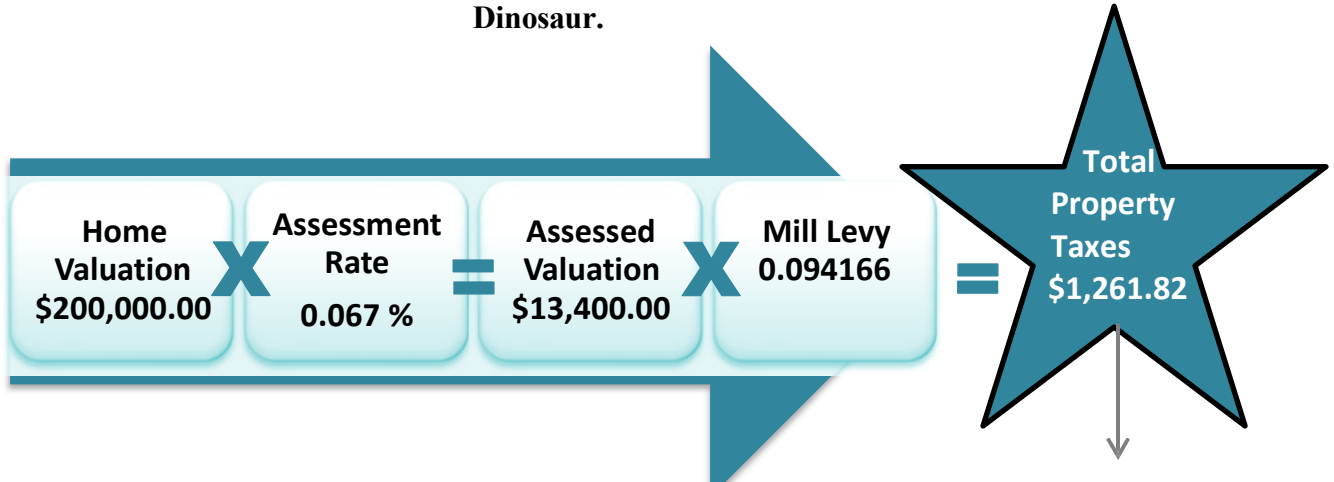 Dinosaur.
Home
Valuation
$200,000.00
X
Assessment
Rate
0.067 %
=
Assessed
Valuation
$13,400.00
X
Mill Levy
0.094166
=
Total
Property
Taxes
$1,261.82